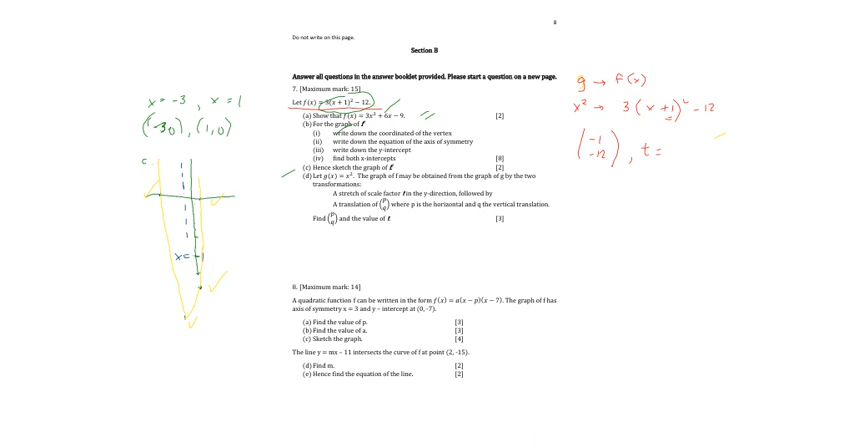 8
Do not write on this page.
Section B
Answer all questions in the answer booklet provided. Please start a question on a new page.
7. [Maximum mark: 15]
Let f(x) = 3(x + 1)² − 12.
(a) Show that f(x) = 3x² + 6x − 9. [2]
(b) For the graph of f
(i) write down the coordinated of the vertex
(ii) write down the equation of the axis of symmetry
(iii) write down the y-intercept
(iv) find both x-intercepts [8]
(c) Hence sketch the graph of f [2]
(d) Let g(x) = x². The graph of f may be obtained from the graph of g by the two
transformations:
A stretch of scale factor t in the y-direction, followed by
A translation of (p q) where p is the horizontal and q the vertical translation.
Find (p q) and the value of t [3]
8. [Maximum mark: 14]
A quadratic function f can be written in the form f(x) = a(x − p)(x − 7). The graph of f has
axis of symmetry x = 3 and y – intercept at (0, -7).
(a) Find the value of p. [3]
(b) Find the value of a. [3]
(c) Sketch the graph. [4]
The line y = mx – 11 intersects the curve of f at point (2, -15).
(d) Find m. [2]
(e) Hence find the equation of the line. [2]
x = -3 , x = 1
(-3,0), (1,0)
c.
x = -1
g → f(x)
x² → 3(x+1)² - 12
(-1 -12) , t =